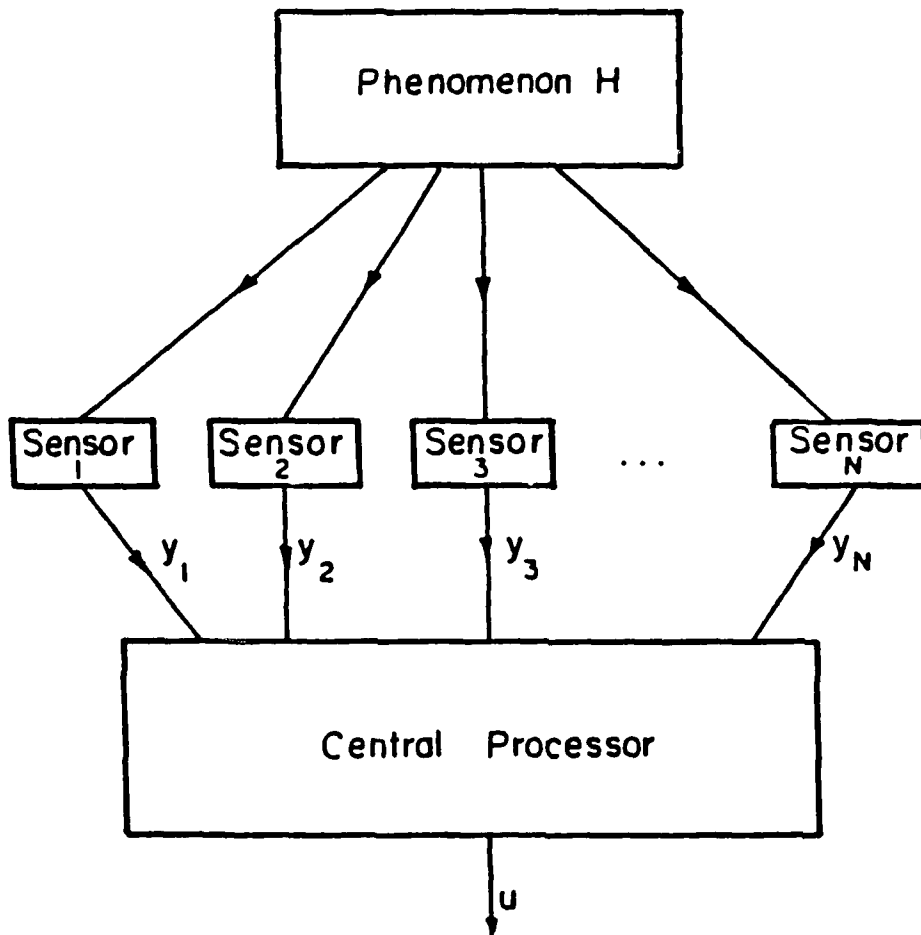 Phenomenon H
Sensor 1
Sensor 2
Sensor 3
...
Sensor N
y1
y2
y3
yN
Central Processor
u